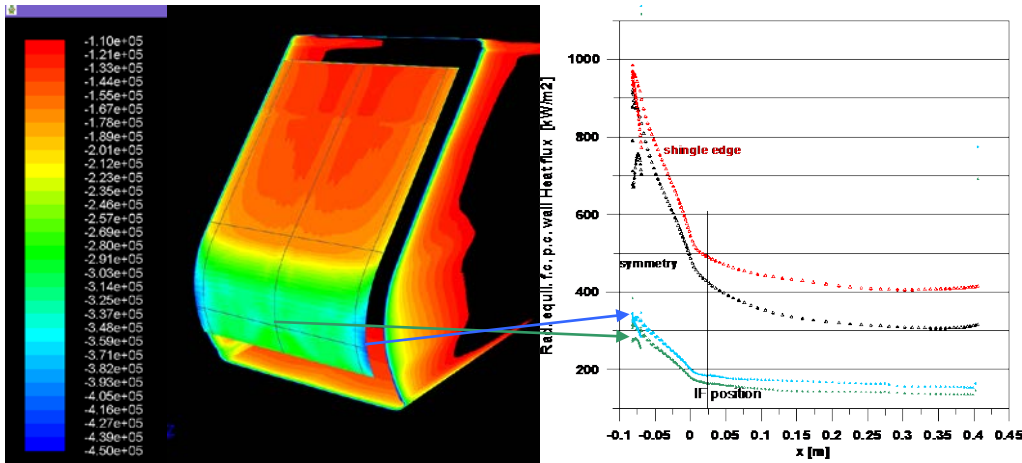 -1.10e+05
-1.21e+05
-1.33e+05
-1.44e+05
-1.55e+05
-1.67e+05
-1.78e+05
-1.89e+05
-2.01e+05
-2.12e+05
-2.23e+05
-2.35e+05
-2.46e+05
-2.57e+05
-2.69e+05
-2.80e+05
-2.91e+05
-3.03e+05
-3.14e+05
-3.25e+05
-3.37e+05
-3.48e+05
-3.59e+05
-3.71e+05
-3.82e+05
-3.93e+05
-4.05e+05
-4.16e+05
-4.27e+05
-4.39e+05
-4.50e+05
equil. f.c. p.c. wall Heat flux [kW/m2]
1000
800
600
400
200
shingle edge
symmetry
IF position
-0.1 -0.05 0 0.05 0.1 0.15 0.2 0.25 0.3 0.35 0.4 0.45
x [m]